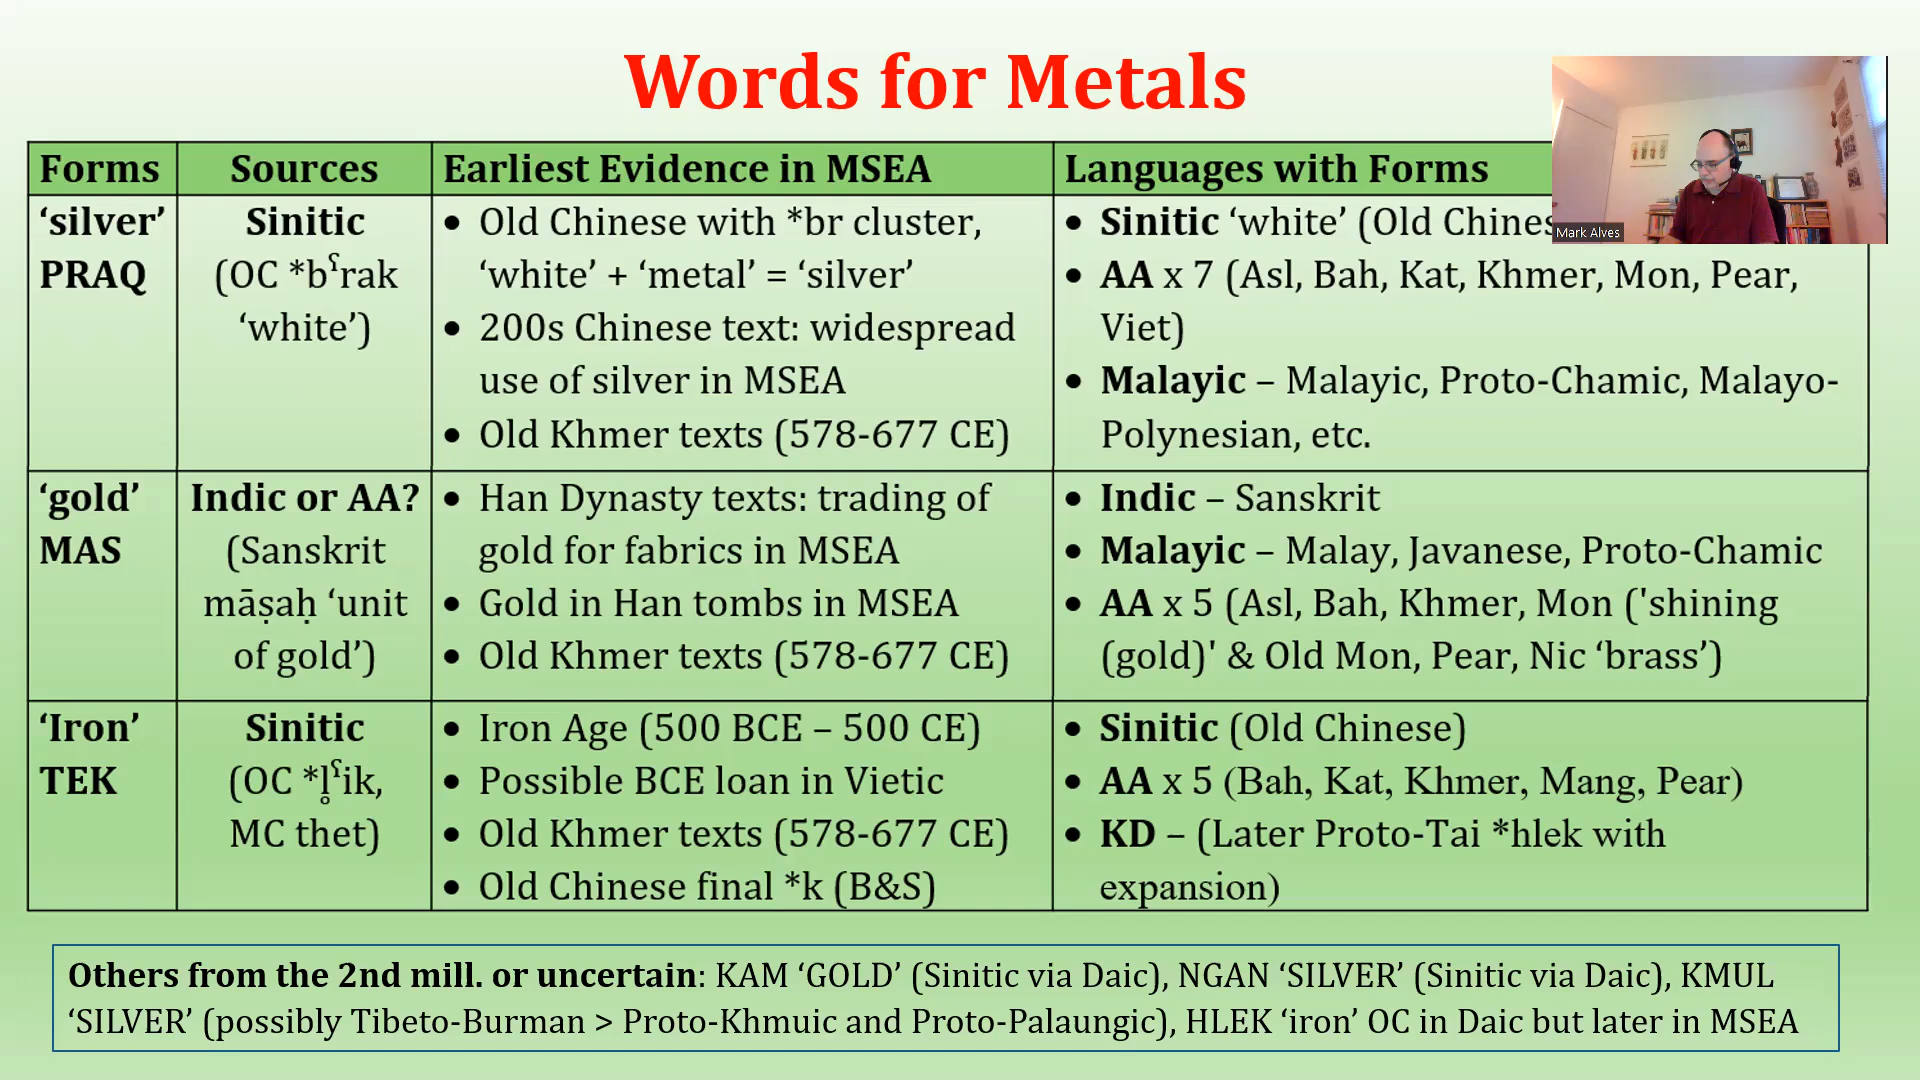 Words for Metals
Forms
Sources
Earliest Evidence in MSEA
Languages with Forms
‘silver’
PRAQ
Sinitic
(OC *bˤrak
‘white’)
• Old Chinese with *br cluster,
‘white’ + ‘metal’ = ‘silver’
• 200s Chinese text: widespread
use of silver in MSEA
• Old Khmer texts (578-677 CE)
• Sinitic ‘white’ (Old Chines
• AA x 7 (Asl, Bah, Kat, Khmer, Mon, Pear,
Viet)
• Malayic – Malayic, Proto-Chamic, Malayo-
Polynesian, etc.
‘gold’
MAS
Indic or AA?
(Sanskrit
māṣaḥ ‘unit
of gold’)
• Han Dynasty texts: trading of
gold for fabrics in MSEA
• Gold in Han tombs in MSEA
• Old Khmer texts (578-677 CE)
• Indic – Sanskrit
• Malayic – Malay, Javanese, Proto-Chamic
• AA x 5 (Asl, Bah, Khmer, Mon ('shining
(gold)' & Old Mon, Pear, Nic ‘brass’)
‘Iron’
TEK
Sinitic
(OC *l̥ˤik,
MC thet)
• Iron Age (500 BCE – 500 CE)
• Possible BCE loan in Vietic
• Old Khmer texts (578-677 CE)
• Old Chinese final *k (B&S)
• Sinitic (Old Chinese)
• AA x 5 (Bah, Kat, Khmer, Mang, Pear)
• KD – (Later Proto-Tai *hlek with
expansion)
Others from the 2nd mill. or uncertain: KAM ‘GOLD’ (Sinitic via Daic), NGAN ‘SILVER’ (Sinitic via Daic), KMUL
‘SILVER’ (possibly Tibeto-Burman > Proto-Khmuic and Proto-Palaungic), HLEK ‘iron’ OC in Daic but later in MSEA
Mark Alves